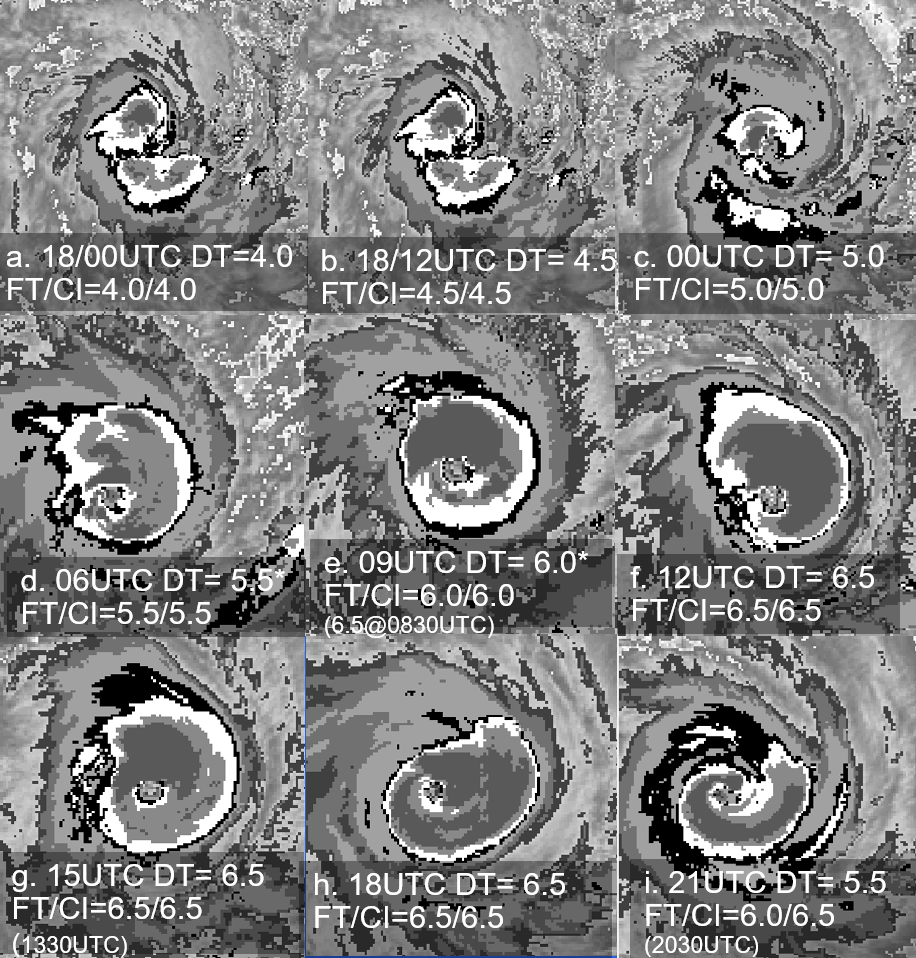 a. 18/00UTC DT=4.0
FT/CI=4.0/4.0
b. 18/12UTC DT= 4.5
FT/CI=4.5/4.5
c. 00UTC DT= 5.0
FT/CI=5.0/5.0
d. 06UTC DT= 5.5*
FT/CI=5.5/5.5
e. 09UTC DT= 6.0*
FT/CI=6.0/6.0
(6.5@0830UTC)
f. 12UTC DT= 6.5
FT/CI=6.5/6.5
g. 15UTC DT= 6.5
FT/CI=6.5/6.5
(1330UTC)
h. 18UTC DT= 6.5
FT/CI=6.5/6.5
i. 21UTC DT= 5.5
FT/CI=6.0/6.5
(2030UTC)